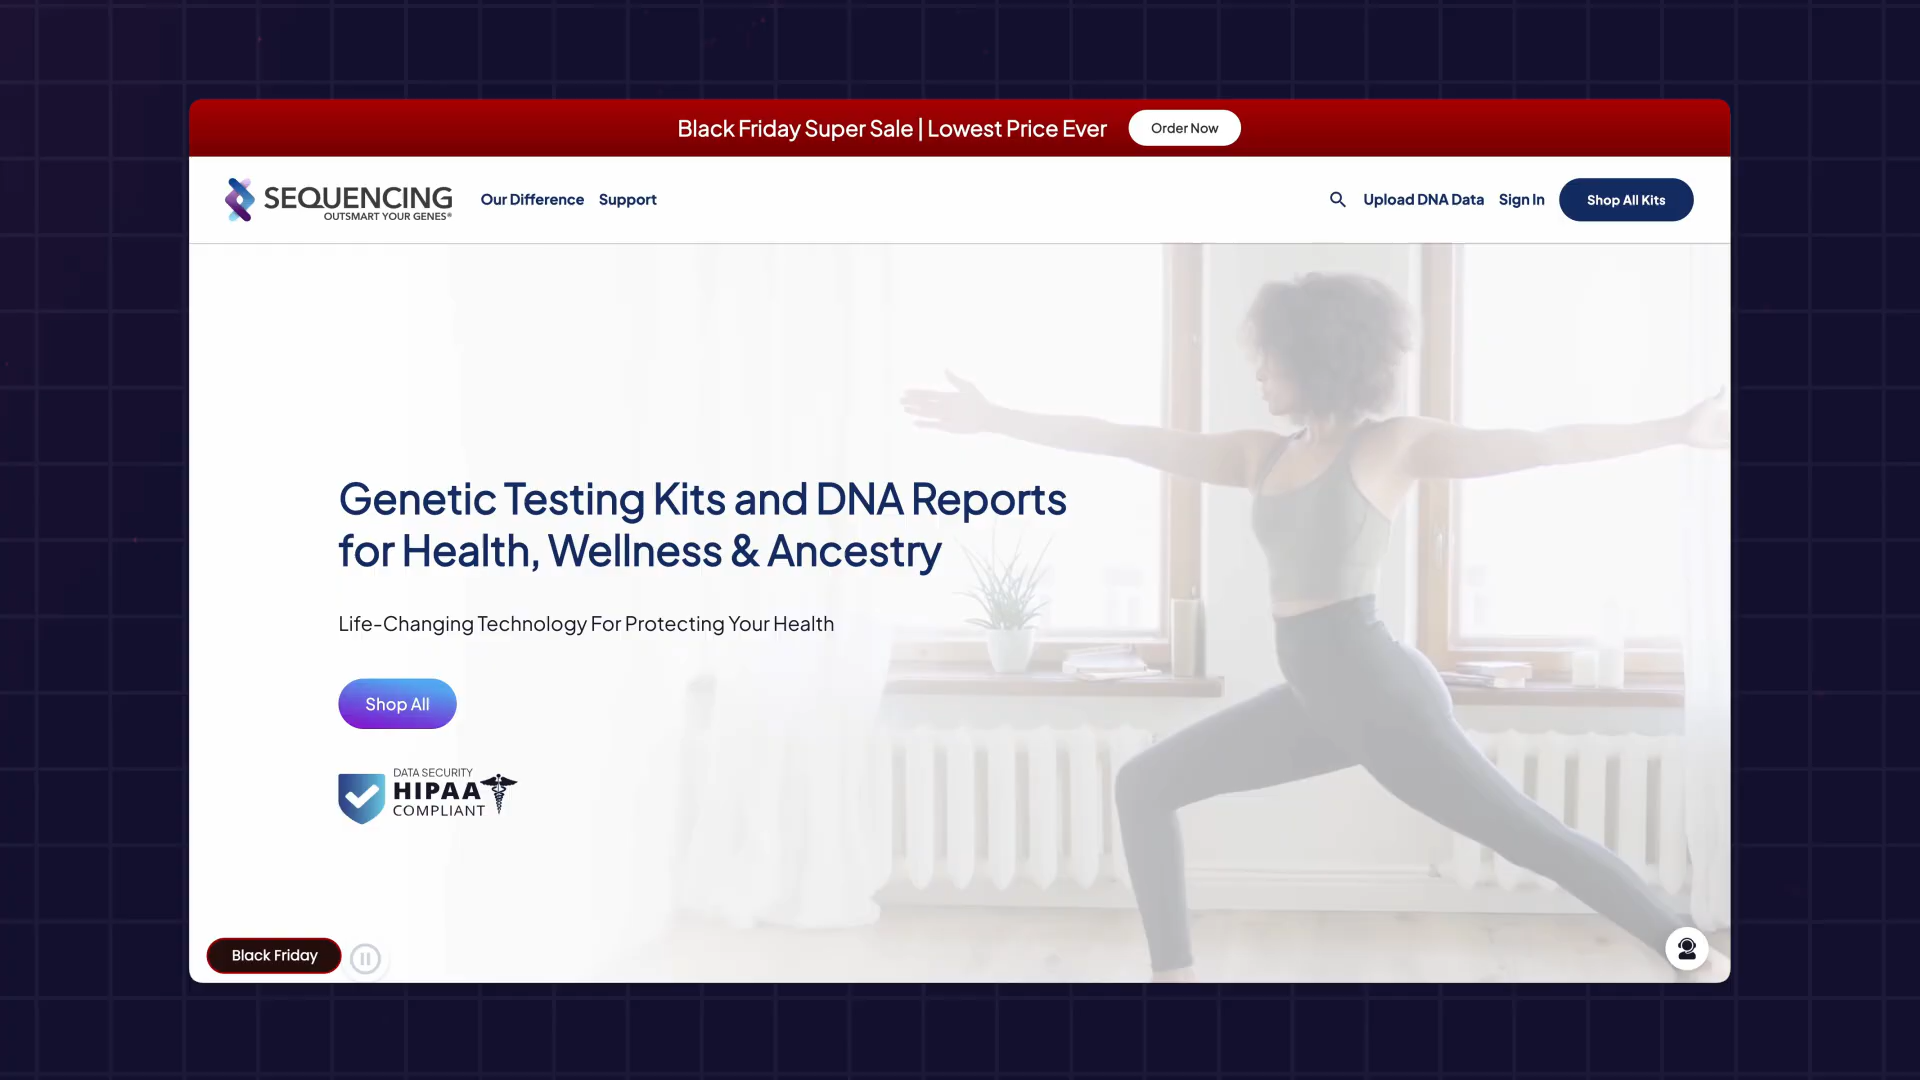 Black Friday Super Sale | Lowest Price Ever
Order Now
SEQUENCING
OUTSMART YOUR GENES®
Our Difference
Support
Upload DNA Data
Sign In
Shop All Kits
Genetic Testing Kits and DNA Reports
for Health, Wellness & Ancestry
Life-Changing Technology For Protecting Your Health
Shop All
DATA SECURITY
HIPAA
COMPLIANT
Black Friday